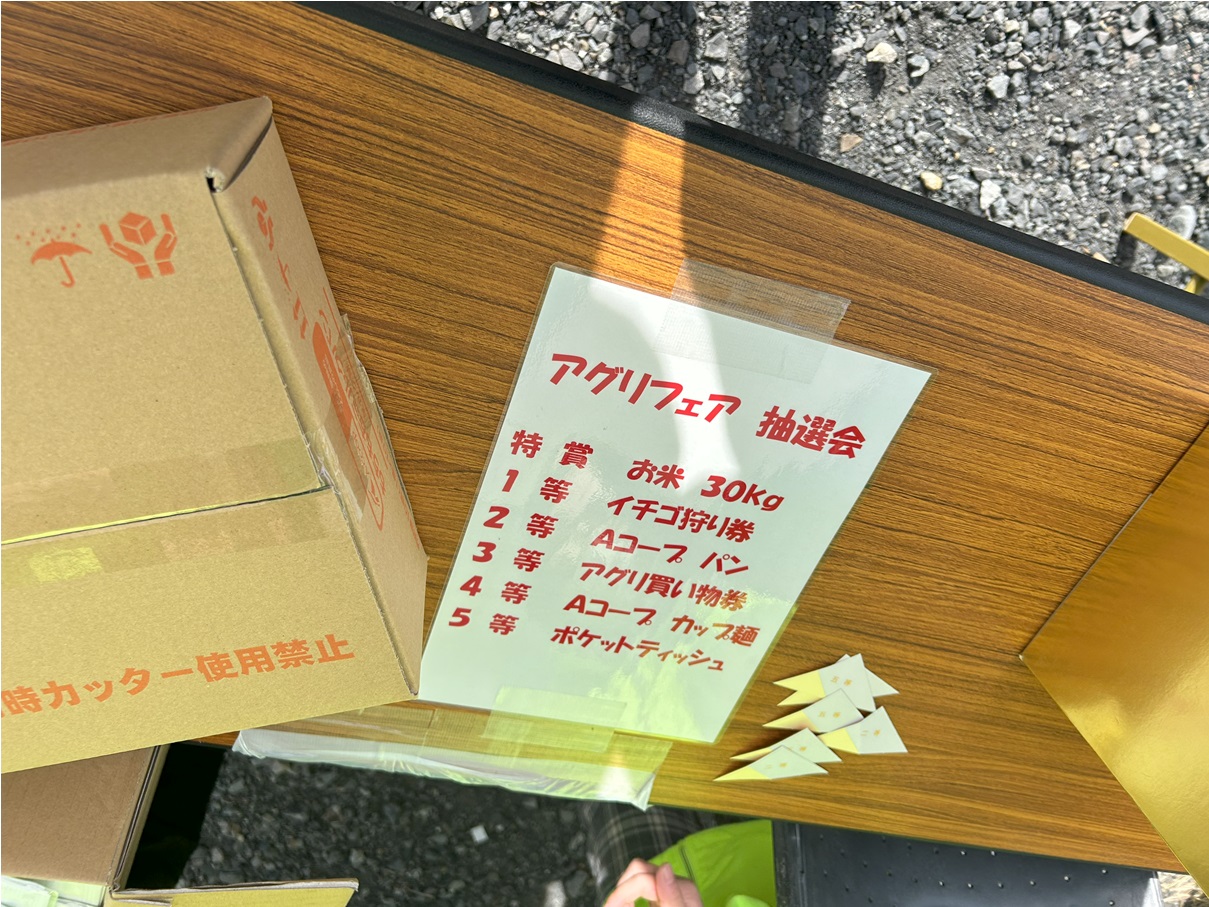 アグリフェア 抽選会
特賞 お米 30kg
1等 イチゴ狩り券
2等 Aコープ パン
3等 アグリ買い物券
4等 Aコープ カップ麺
5等 ポケットティッシュ
時カッター使用禁止